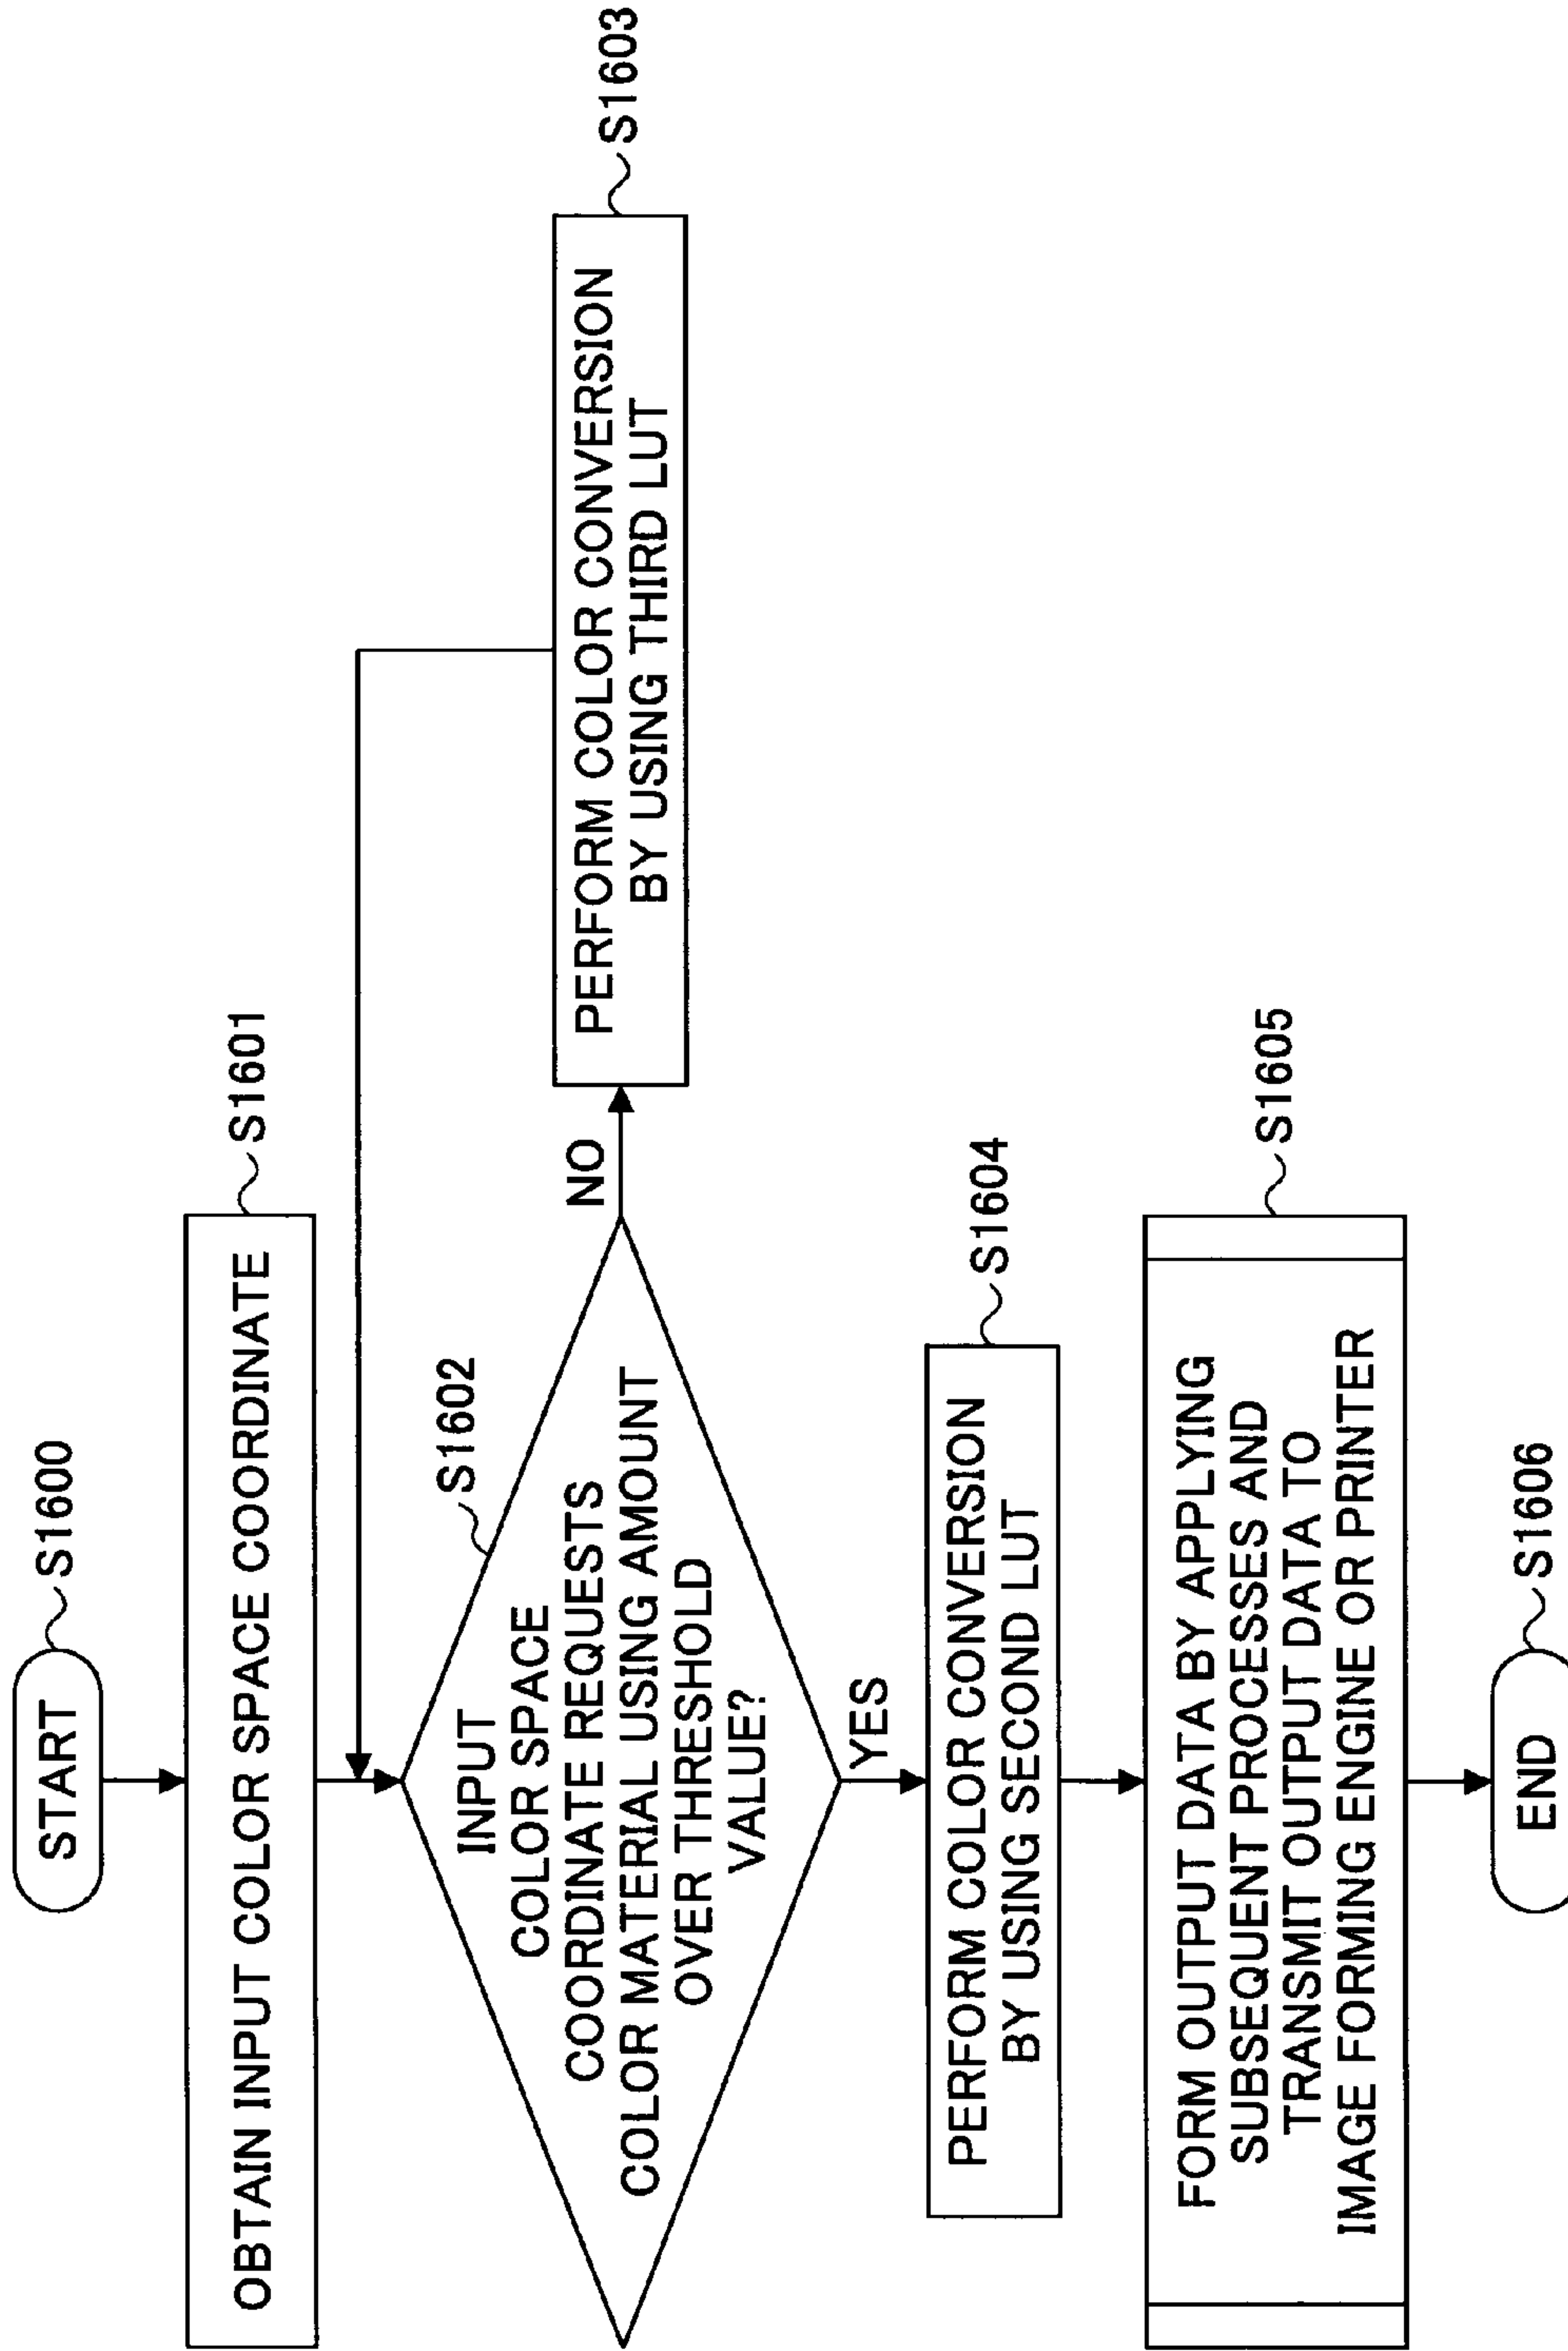 START
S1600
OBTAIN INPUT COLOR SPACE COORDINATE
S1601
INPUT
COLOR SPACE
COORDINATE REQUESTS
COLOR MATERIAL USING AMOUNT
OVER THRESHOLD
VALUE?
S1602
NO
PERFORM COLOR CONVERSION
BY USING THIRD LUT
S1603
YES
PERFORM COLOR CONVERSION
BY USING SECOND LUT
S1604
FORM OUTPUT DATA BY APPLYING
SUBSEQUENT PROCESSES AND
TRANSMIT OUTPUT DATA TO
IMAGE FORMING ENGINE OR PRINTER
S1605
END
S1606